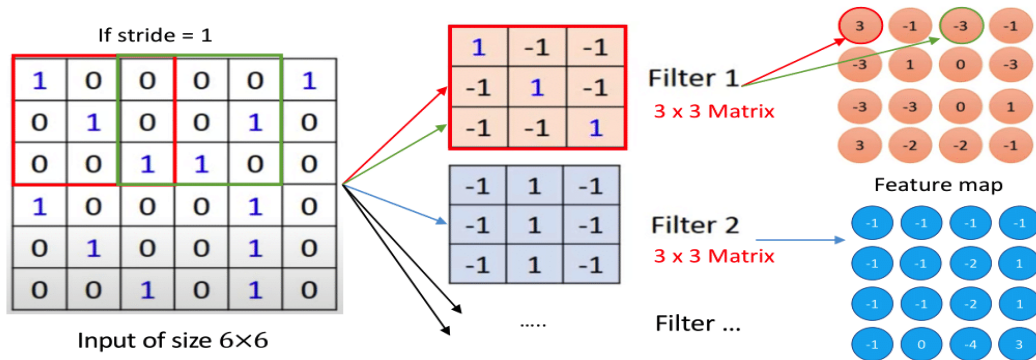 If stride = 1
1 0 0 0 0 1
0 1 0 0 1 0
0 0 1 1 0 0
1 0 0 0 1 0
0 1 0 0 1 0
0 0 1 0 1 0
Input of size 6×6
1 -1 -1
-1 1 -1
-1 -1 1
Filter 1
3 x 3 Matrix
-1 1 -1
-1 1 -1
-1 1 -1
Filter 2
3 x 3 Matrix
.....
Filter ...
3 -1 -3 -1
-3 1 0 -3
-3 -3 0 1
3 -2 -2 -1
Feature map
-1 -1 -1 -1
-1 -1 -2 1
-1 -1 -2 1
-1 0 -4 3